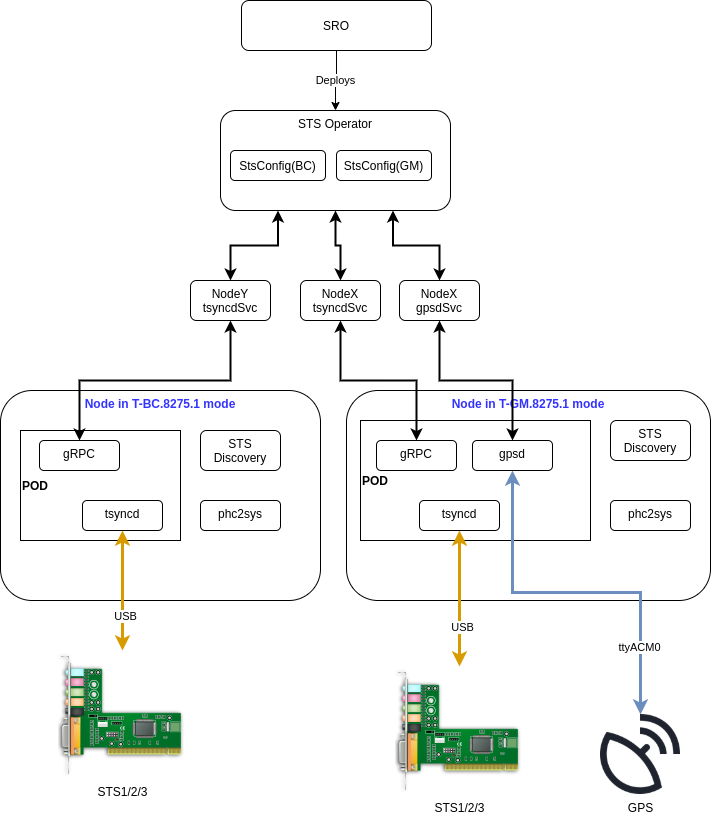 SRO
Deploys
STS Operator
StsConfig(BC)
StsConfig(GM)
NodeY
tsyncdSvc
NodeX
tsyncdSvc
NodeX
gpsdSvc
Node in T-BC.8275.1 mode
gRPC
STS
Discovery
POD
tsyncd
phc2sys
USB
STS1/2/3
Node in T-GM.8275.1 mode
gRPC
gpsd
STS
Discovery
POD
tsyncd
phc2sys
USB
ttyACM0
STS1/2/3
GPS